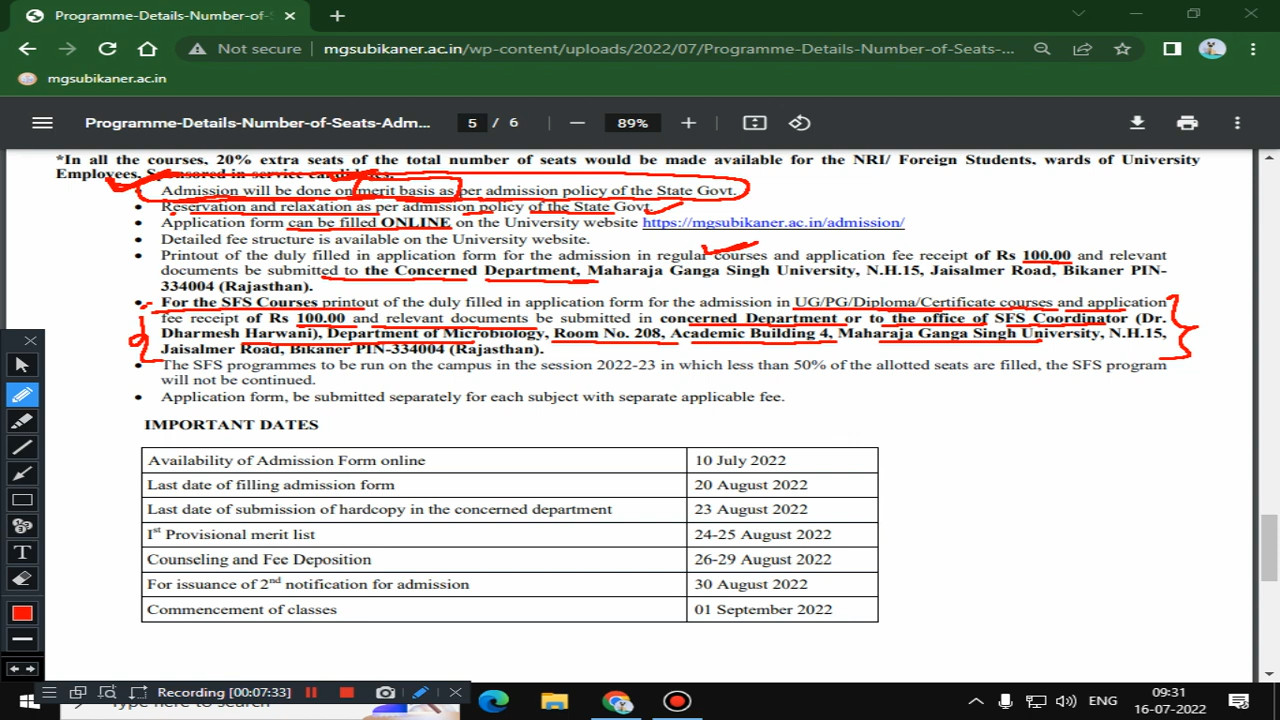 Programme-Details-Number-of-S
Not secure mgsubikaner.ac.in/wp-content/uploads/2022/07/Programme-Details-Number-of-Seats-...
mgsubikaner.ac.in
Programme-Details-Number-of-Seats-Adm... 5 / 6 89%
*In all the courses, 20% extra seats of the total number of seats would be made available for the NRI/ Foreign Students, wards of University
Employees, Sponsored in service candidates.
Admission will be done on merit basis as per admission policy of the State Govt.
• Reservation and relaxation as per admission policy of the State Govt.
• Application form can be filled ONLINE on the University website https://mgsubikaner.ac.in/admission/
• Detailed fee structure is available on the University website.
• Printout of the duly filled in application form for the admission in regular courses and application fee receipt of Rs 100.00 and relevant
documents be submitted to the Concerned Department, Maharaja Ganga Singh University, N.H.15, Jaisalmer Road, Bikaner PIN-
334004 (Rajasthan).
• For the SFS Courses printout of the duly filled in application form for the admission in UG/PG/Diploma/Certificate courses and application
fee receipt of Rs 100.00 and relevant documents be submitted in concerned Department or to the office of SFS Coordinator (Dr.
Dharmesh Harwani), Department of Microbiology, Room No. 208, Academic Building 4, Maharaja Ganga Singh University, N.H.15,
Jaisalmer Road, Bikaner PIN-334004 (Rajasthan).
• The SFS programmes to be run on the campus in the session 2022-23 in which less than 50% of the allotted seats are filled, the SFS program
will not be continued.
• Application form, be submitted separately for each subject with separate applicable fee.
IMPORTANT DATES
Availability of Admission Form online 10 July 2022
Last date of filling admission form 20 August 2022
Last date of submission of hardcopy in the concerned department 23 August 2022
Ist Provisional merit list 24-25 August 2022
Counseling and Fee Deposition 26-29 August 2022
For issuance of 2nd notification for admission 30 August 2022
Commencement of classes 01 September 2022
T
Recording [00:07:33]
Type here to search
ENG
09:31
16-07-2022